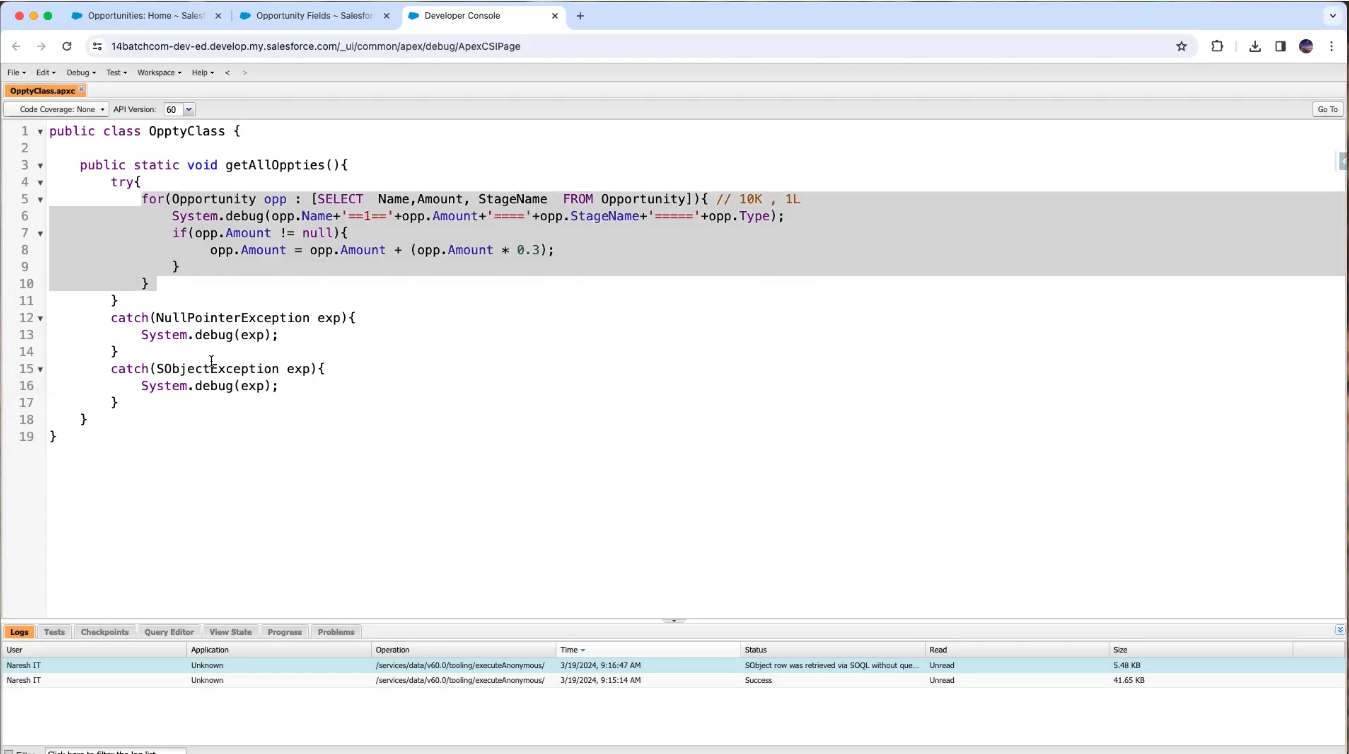 Opportunities: Home ~ Salesf
Opportunity Fields ~ Salesfor
Developer Console
14batchcom-dev-ed.develop.my.salesforce.com/_ui/common/apex/debug/ApexCSIPage
File Edit Debug Test Workspace Help < >
OpptyClass.apxc
Code Coverage: None API Version: 60 Go To
1 public class OpptyClass {
2
3 public static void getAllOppties(){
4 try{
5 for(Opportunity opp : [SELECT Name,Amount, StageName FROM Opportunity]){ // 10K , 1L
6 System.debug(opp.Name+'==1=='+opp.Amount+'===='+opp.StageName+'====='+opp.Type);
7 if(opp.Amount != null){
8 opp.Amount = opp.Amount + (opp.Amount * 0.3);
9 }
10 }
11 }
12 catch(NullPointerException exp){
13 System.debug(exp);
14 }
15 catch(SObjectException exp){
16 System.debug(exp);
17 }
18 }
19 }
Logs Tests Checkpoints Query Editor View State Progress Problems
User Application Operation Time Status Read Size
Naresh IT Unknown /services/data/v60.0/tooling/executeAnonymous/ 3/19/2024, 9:16:47 AM SObject row was retrieved via SOQL without que... Unread 5.48 KB
Naresh IT Unknown /services/data/v60.0/tooling/executeAnonymous/ 3/19/2024, 9:15:14 AM Success Unread 41.65 KB
Filter Click here to filter the log list